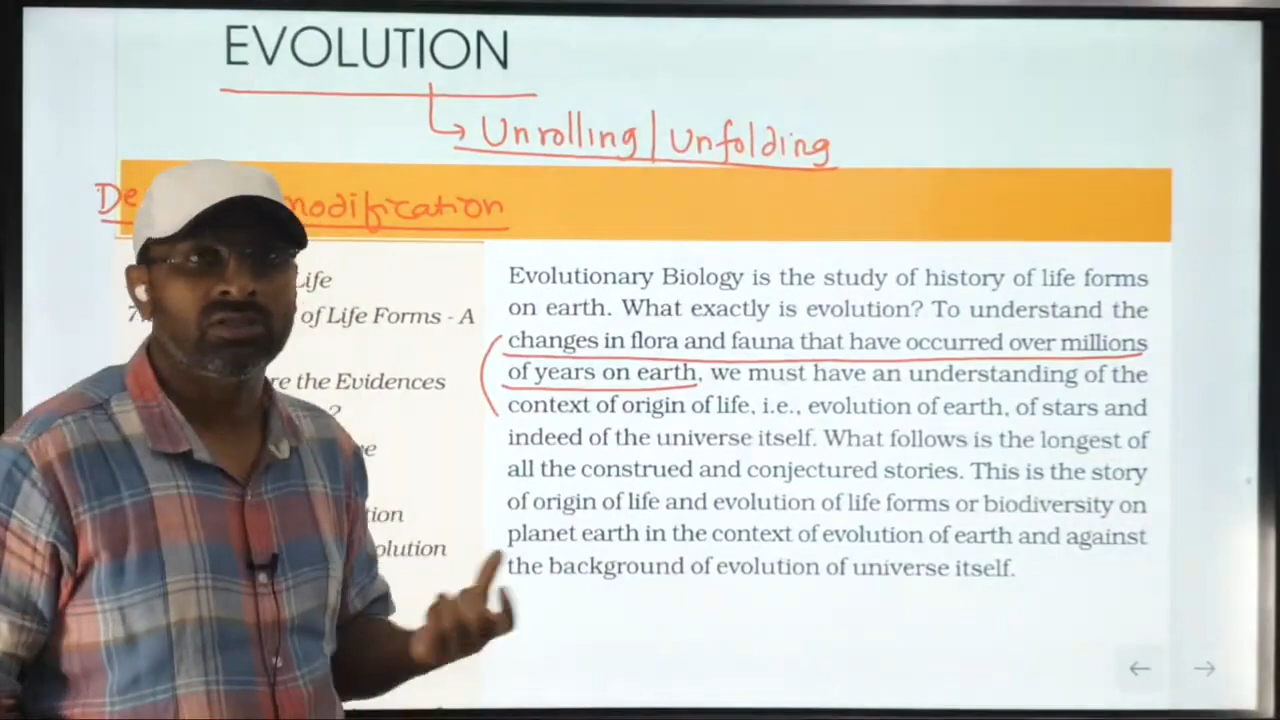 EVOLUTION
Unrolling | Unfolding
modification
Life
of Life Forms - A
the Evidences
?
Evolutionary Biology is the study of history of life forms
on earth. What exactly is evolution? To understand the
changes in flora and fauna that have occurred over millions
of years on earth, we must have an understanding of the
context of origin of life, i.e., evolution of earth, of stars and
indeed of the universe itself. What follows is the longest of
all the construed and conjectured stories. This is the story
of origin of life and evolution of life forms or biodiversity on
planet earth in the context of evolution of earth and against
the background of evolution of universe itself.